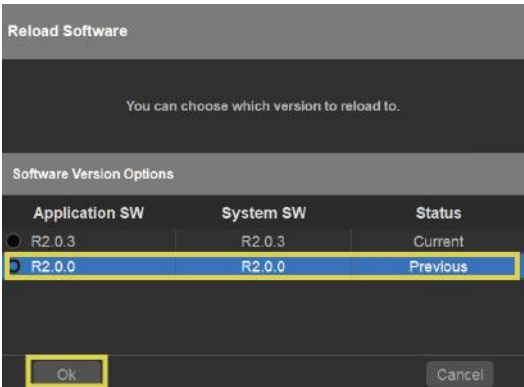 Reload Software
You can choose which version to reload to.
Software Version Options
Application SW System SW Status
R2.0.3 R2.0.3 Current
R2.0.0 R2.0.0 Previous
Ok Cancel